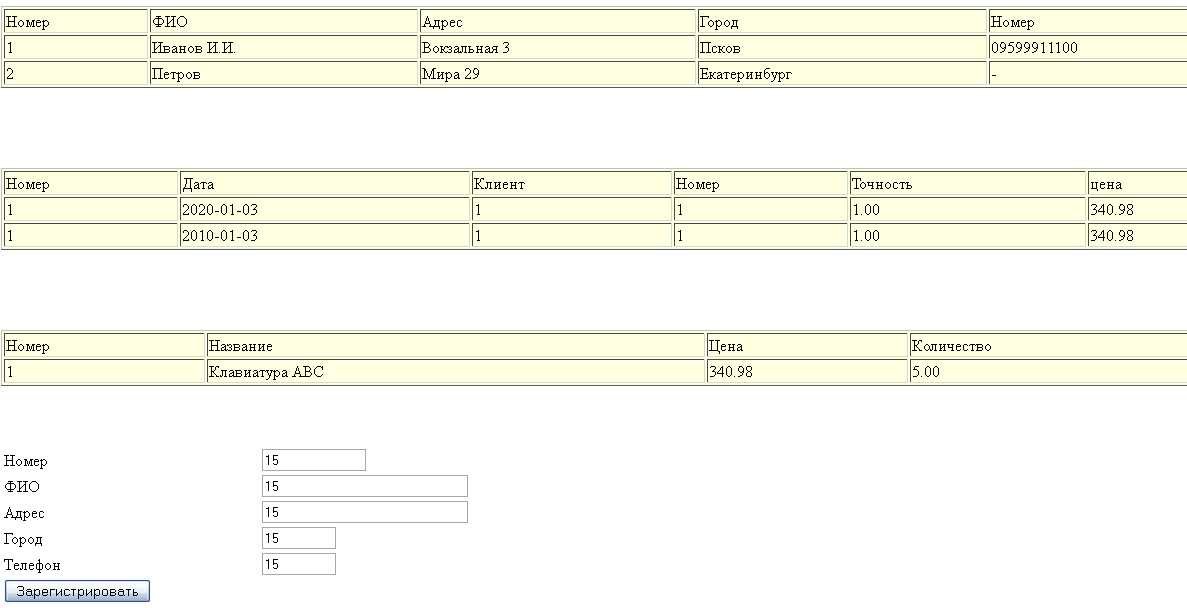 Номер ФИО Адрес Город Номер
1 Иванов И.И. Вокзальная 3 Псков 09599911100
2 Петров Мира 29 Екатеринбург -
Номер Дата Клиент Номер Точность цена
1 2020-01-03 1 1 1.00 340.98
1 2010-01-03 1 1 1.00 340.98
Номер Название Цена Количество
1 Клавиатура ABC 340.98 5.00
Номер 15
ФИО 15
Адрес 15
Город 15
Телефон 15
Зарегистрировать